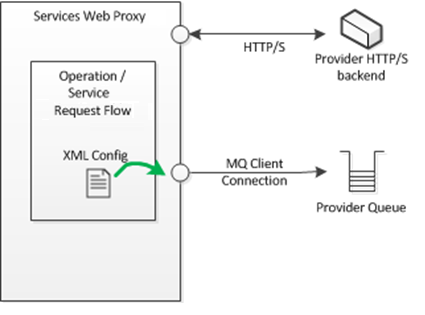 Services Web Proxy
HTTP/S
Provider HTTP/S
backend
Operation /
Service
Request Flow
XML Config
MQ Client
Connection
Provider Queue